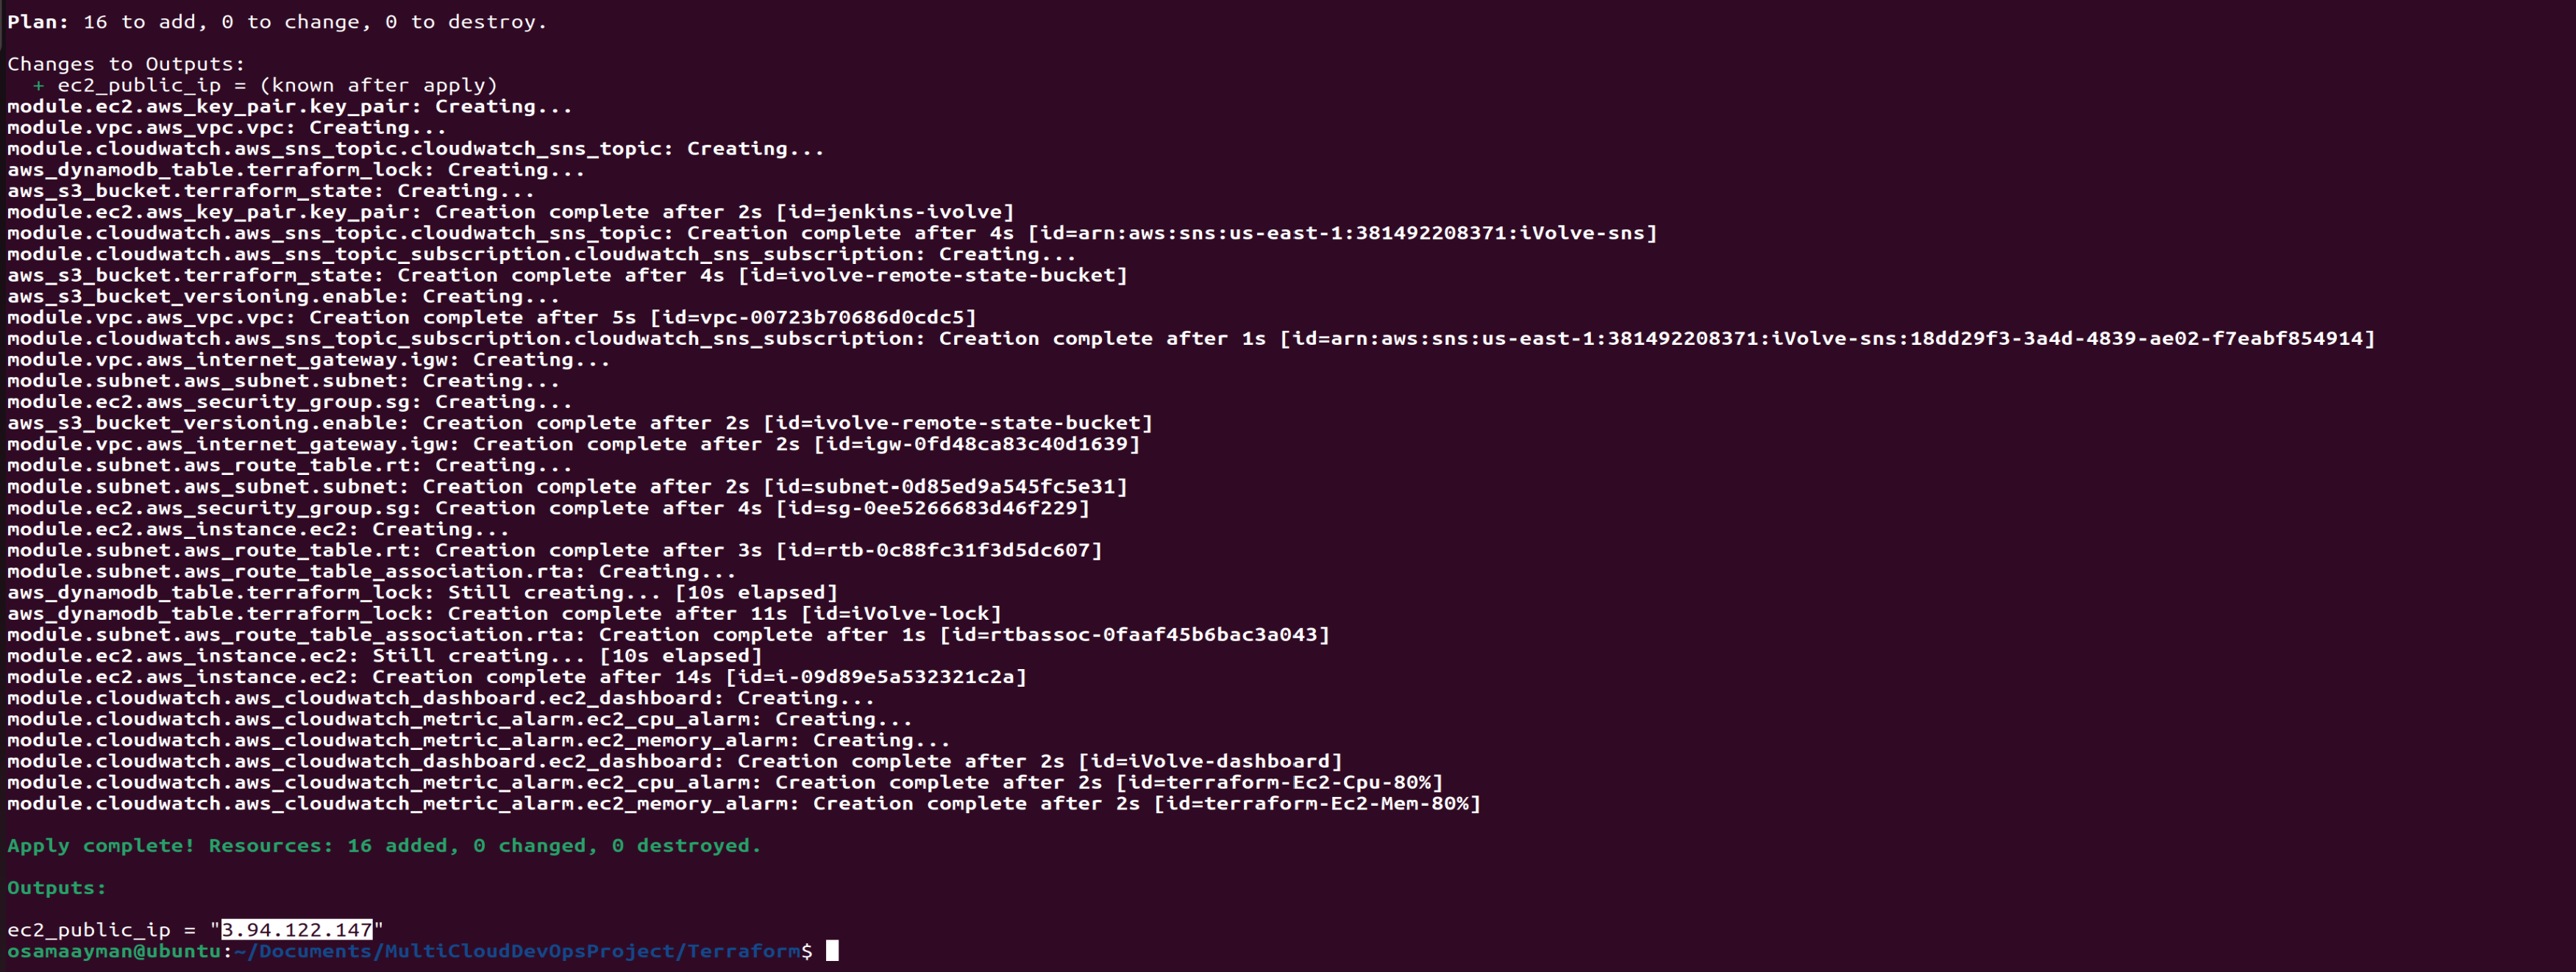 Plan: 16 to add, 0 to change, 0 to destroy.
Changes to Outputs:
  + ec2_public_ip = (known after apply)
module.ec2.aws_key_pair.key_pair: Creating...
module.vpc.aws_vpc.vpc: Creating...
module.cloudwatch.aws_sns_topic.cloudwatch_sns_topic: Creating...
aws_dynamodb_table.terraform_lock: Creating...
aws_s3_bucket.terraform_state: Creating...
module.ec2.aws_key_pair.key_pair: Creation complete after 2s [id=jenkins-ivolve]
module.cloudwatch.aws_sns_topic.cloudwatch_sns_topic: Creation complete after 4s [id=arn:aws:sns:us-east-1:381492208371:iVolve-sns]
module.cloudwatch.aws_sns_topic_subscription.cloudwatch_sns_subscription: Creating...
aws_s3_bucket.terraform_state: Creation complete after 4s [id=ivolve-remote-state-bucket]
aws_s3_bucket_versioning.enable: Creating...
module.vpc.aws_vpc.vpc: Creation complete after 5s [id=vpc-00723b70686d0cdc5]
module.cloudwatch.aws_sns_topic_subscription.cloudwatch_sns_subscription: Creation complete after 1s [id=arn:aws:sns:us-east-1:381492208371:iVolve-sns:18dd29f3-3a4d-4839-ae02-f7eabf854914]
module.vpc.aws_internet_gateway.igw: Creating...
module.subnet.aws_subnet.subnet: Creating...
module.ec2.aws_security_group.sg: Creating...
aws_s3_bucket_versioning.enable: Creation complete after 2s [id=ivolve-remote-state-bucket]
module.vpc.aws_internet_gateway.igw: Creation complete after 2s [id=igw-0fd48ca83c40d1639]
module.subnet.aws_route_table.rt: Creating...
module.subnet.aws_subnet.subnet: Creation complete after 2s [id=subnet-0d85ed9a545fc5e31]
module.ec2.aws_security_group.sg: Creation complete after 4s [id=sg-0ee5266683d46f229]
module.ec2.aws_instance.ec2: Creating...
module.subnet.aws_route_table.rt: Creation complete after 3s [id=rtb-0c88fc31f3d5dc607]
module.subnet.aws_route_table_association.rta: Creating...
aws_dynamodb_table.terraform_lock: Still creating... [10s elapsed]
aws_dynamodb_table.terraform_lock: Creation complete after 11s [id=iVolve-lock]
module.subnet.aws_route_table_association.rta: Creation complete after 1s [id=rtbassoc-0faaf45b6bac3a043]
module.ec2.aws_instance.ec2: Still creating... [10s elapsed]
module.ec2.aws_instance.ec2: Creation complete after 14s [id=i-09d89e5a532321c2a]
module.cloudwatch.aws_cloudwatch_dashboard.ec2_dashboard: Creating...
module.cloudwatch.aws_cloudwatch_metric_alarm.ec2_cpu_alarm: Creating...
module.cloudwatch.aws_cloudwatch_metric_alarm.ec2_memory_alarm: Creating...
module.cloudwatch.aws_cloudwatch_dashboard.ec2_dashboard: Creation complete after 2s [id=iVolve-dashboard]
module.cloudwatch.aws_cloudwatch_metric_alarm.ec2_cpu_alarm: Creation complete after 2s [id=terraform-Ec2-Cpu-80%]
module.cloudwatch.aws_cloudwatch_metric_alarm.ec2_memory_alarm: Creation complete after 2s [id=terraform-Ec2-Mem-80%]
Apply complete! Resources: 16 added, 0 changed, 0 destroyed.
Outputs:
ec2_public_ip = "3.94.122.147"
osamaayman@ubuntu:~/Documents/MultiCloudDevOpsProject/Terraform$